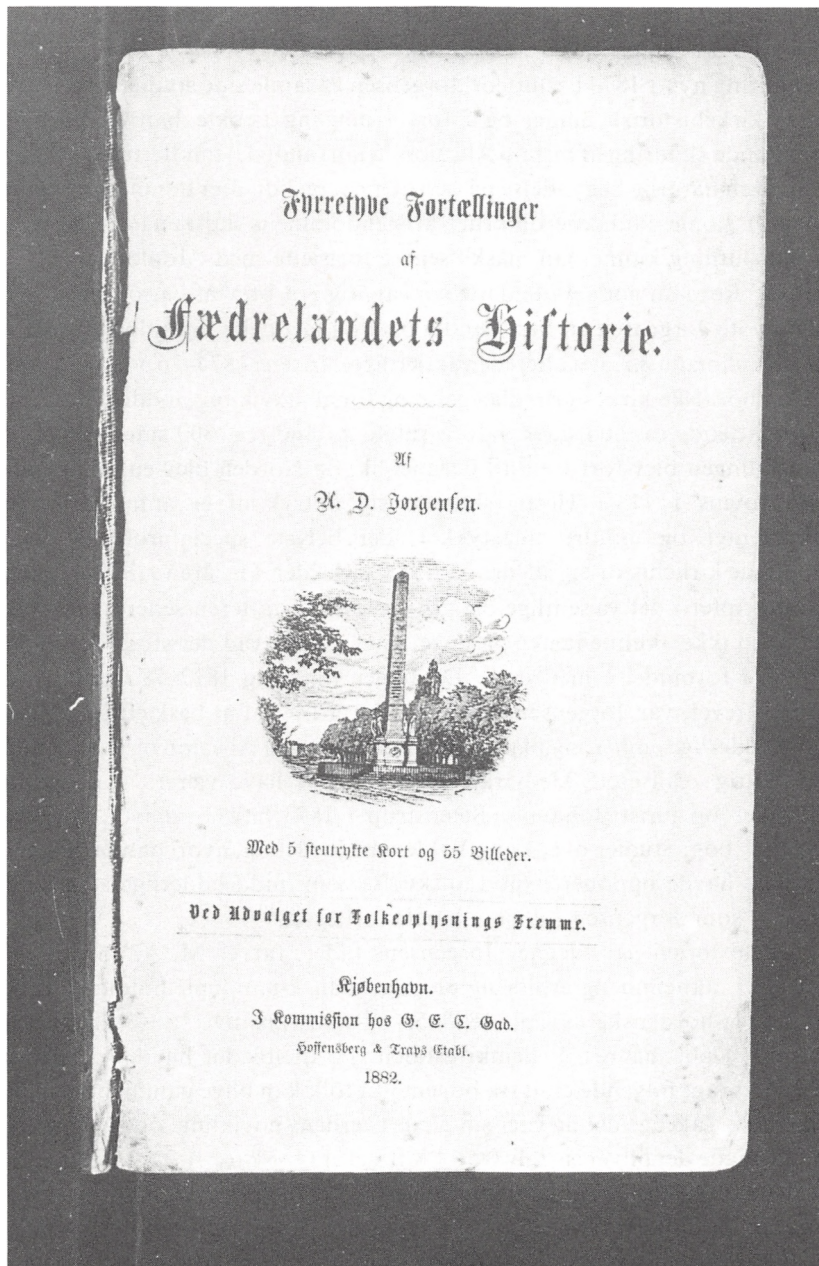 Fyrretyve Fortællinger
af
Fædrelandets Historie.
Af
A. D. Jorgensen.
Med 5 stentrykte Kort og 55 Billeder.
Ved Udvalget for Folkeoplysnings Fremme.
Kjøbenhavn.
I Kommission hos G. E. C. Gad.
Hoffensberg & Traps Etabl.
1882.